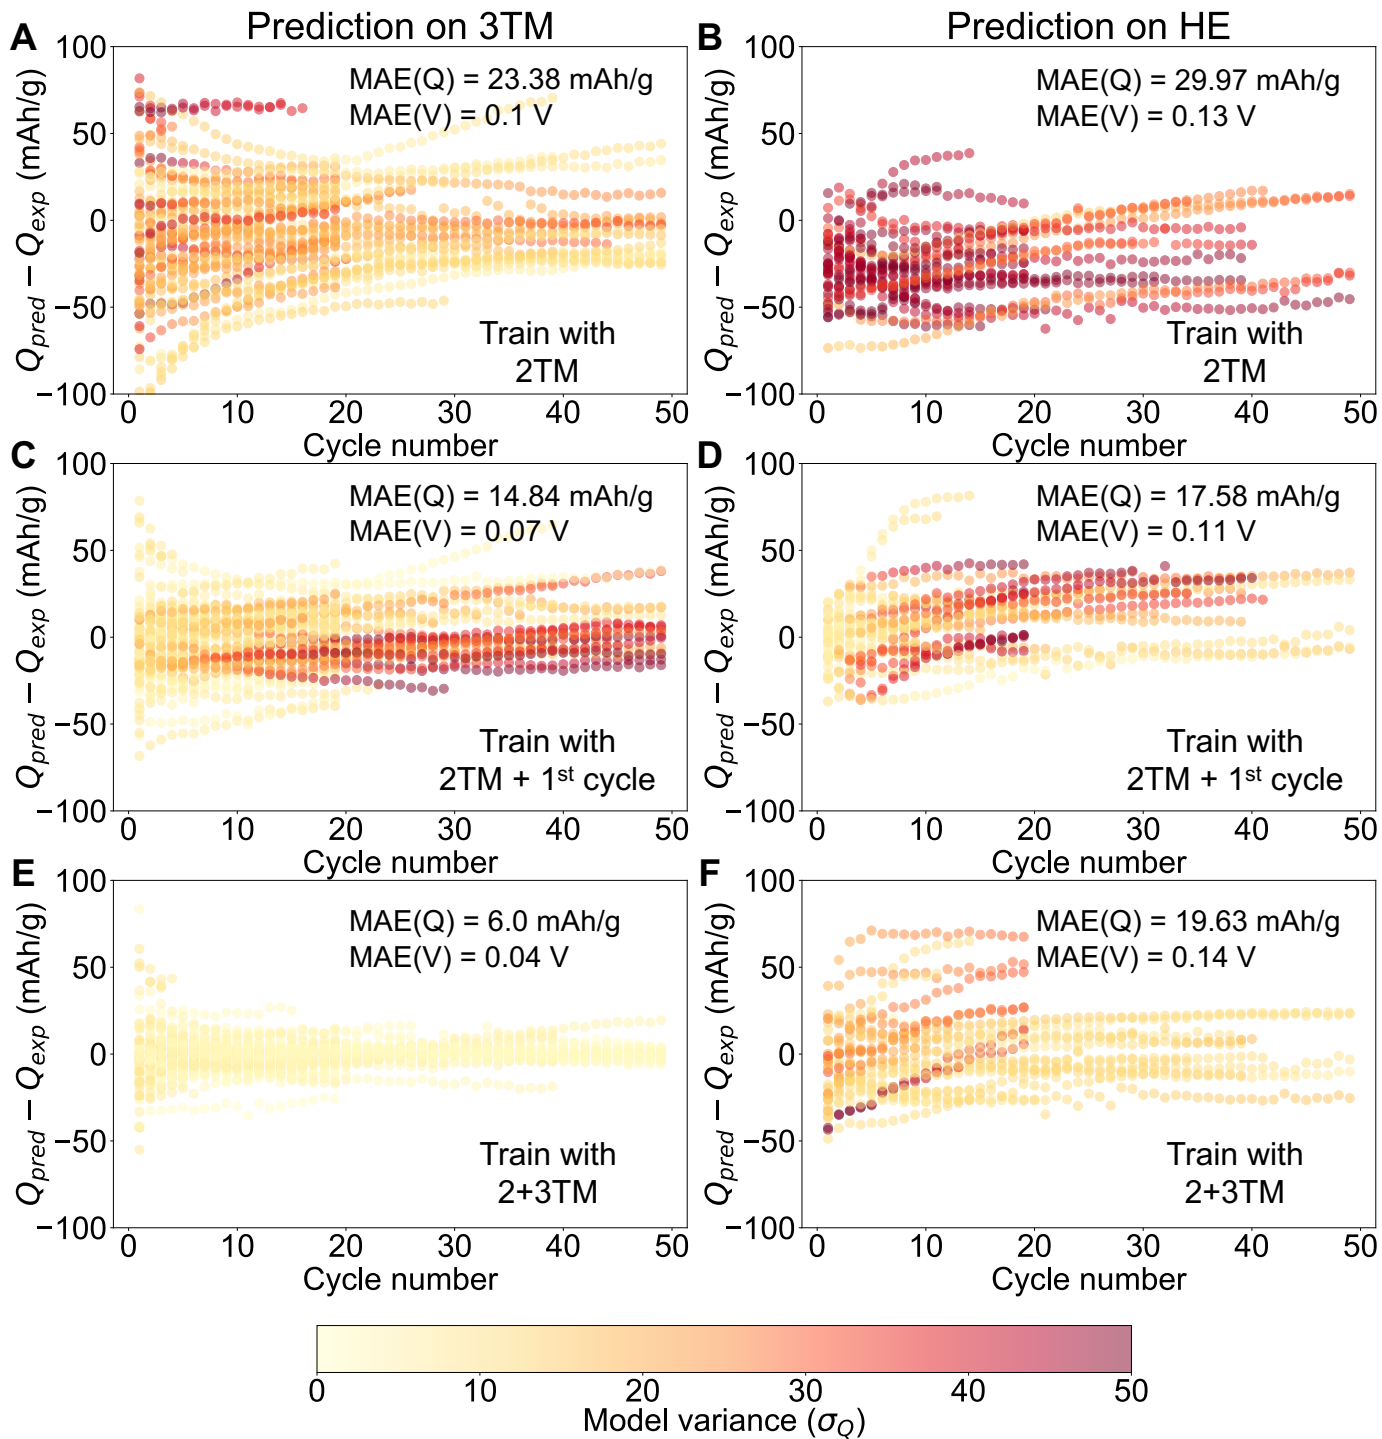 A
Prediction on 3TM
100
50
0
−50
−100
Q_pred − Q_exp (mAh/g)
MAE(Q) = 23.38 mAh/g
MAE(V) = 0.1 V
Train with
2TM
0 10 20 30 40 50
Cycle number
B
Prediction on HE
100
50
0
−50
−100
Q_pred − Q_exp (mAh/g)
MAE(Q) = 29.97 mAh/g
MAE(V) = 0.13 V
Train with
2TM
0 10 20 30 40 50
Cycle number
C
100
50
0
−50
−100
Q_pred − Q_exp (mAh/g)
MAE(Q) = 14.84 mAh/g
MAE(V) = 0.07 V
Train with
2TM + 1st cycle
0 10 20 30 40 50
Cycle number
D
100
50
0
−50
−100
Q_pred − Q_exp (mAh/g)
MAE(Q) = 17.58 mAh/g
MAE(V) = 0.11 V
Train with
2TM + 1st cycle
0 10 20 30 40 50
Cycle number
E
100
50
0
−50
−100
Q_pred − Q_exp (mAh/g)
MAE(Q) = 6.0 mAh/g
MAE(V) = 0.04 V
Train with
2+3TM
0 10 20 30 40 50
Cycle number
F
100
50
0
−50
−100
Q_pred − Q_exp (mAh/g)
MAE(Q) = 19.63 mAh/g
MAE(V) = 0.14 V
Train with
2+3TM
0 10 20 30 40 50
Cycle number
0 10 20 30 40 50
Model variance (σ_Q)